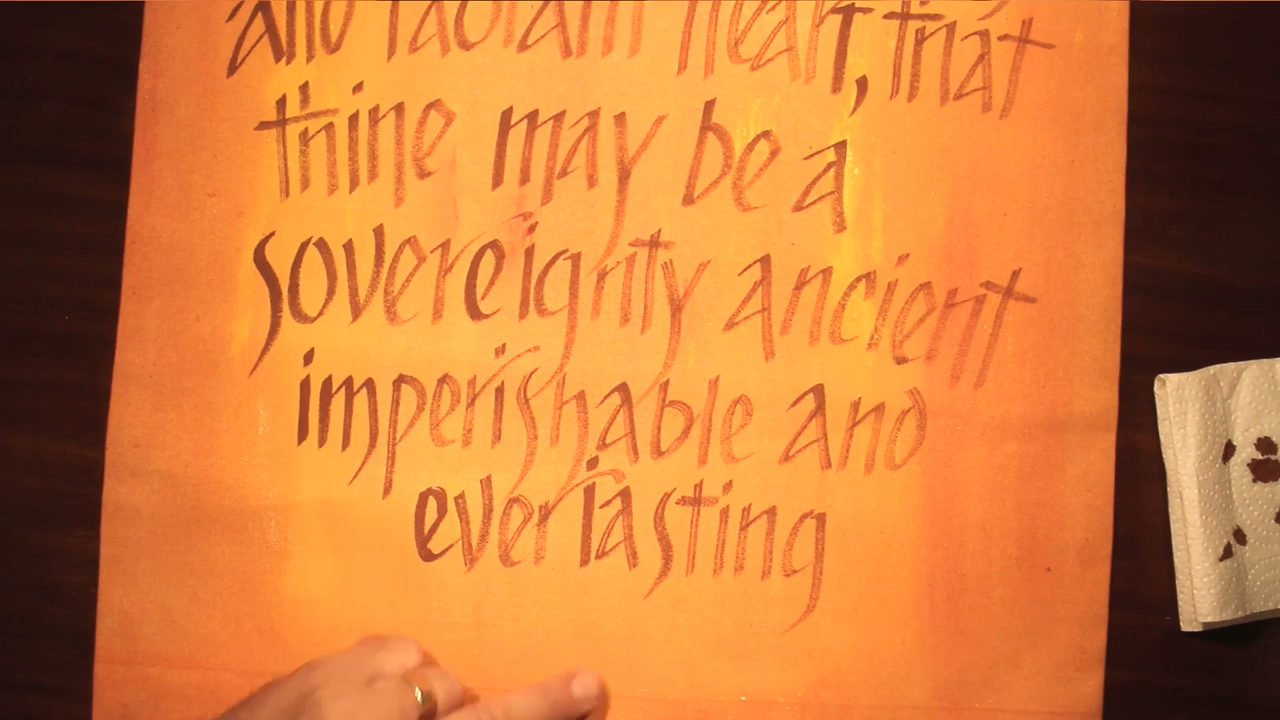 and radiant heart, that
thine may be a
sovereignty ancient
imperishable and
everlasting